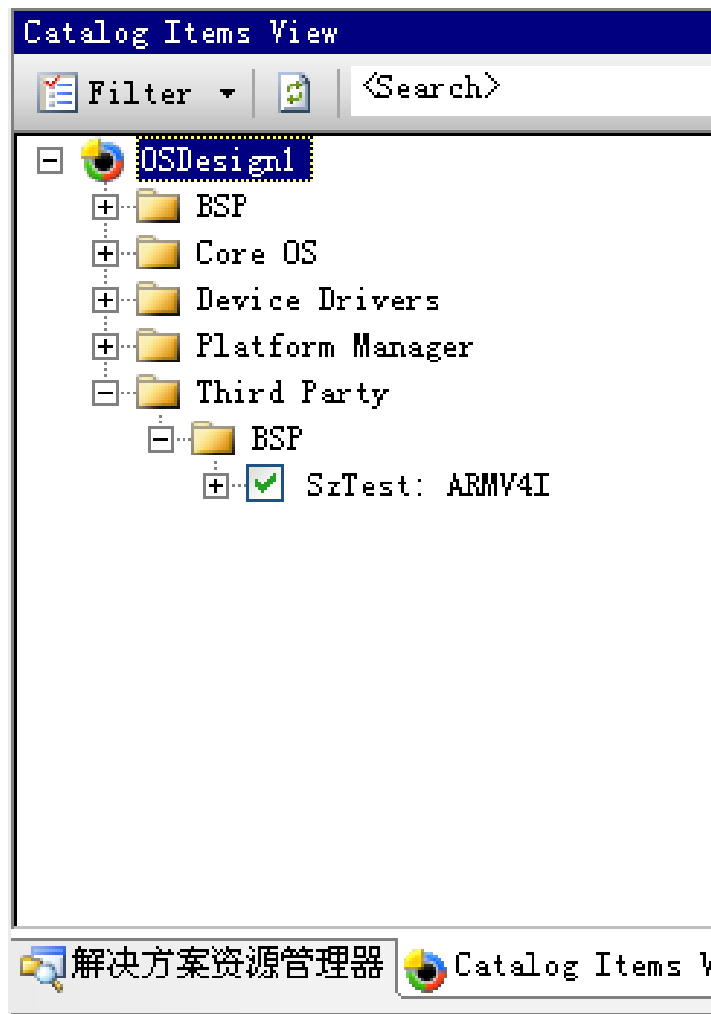 Catalog Items View
Filter <Search>
OSDesign1
BSP
Core OS
Device Drivers
Platform Manager
Third Party
BSP
SzTest: ARMV4I
解决方案资源管理器 Catalog Items